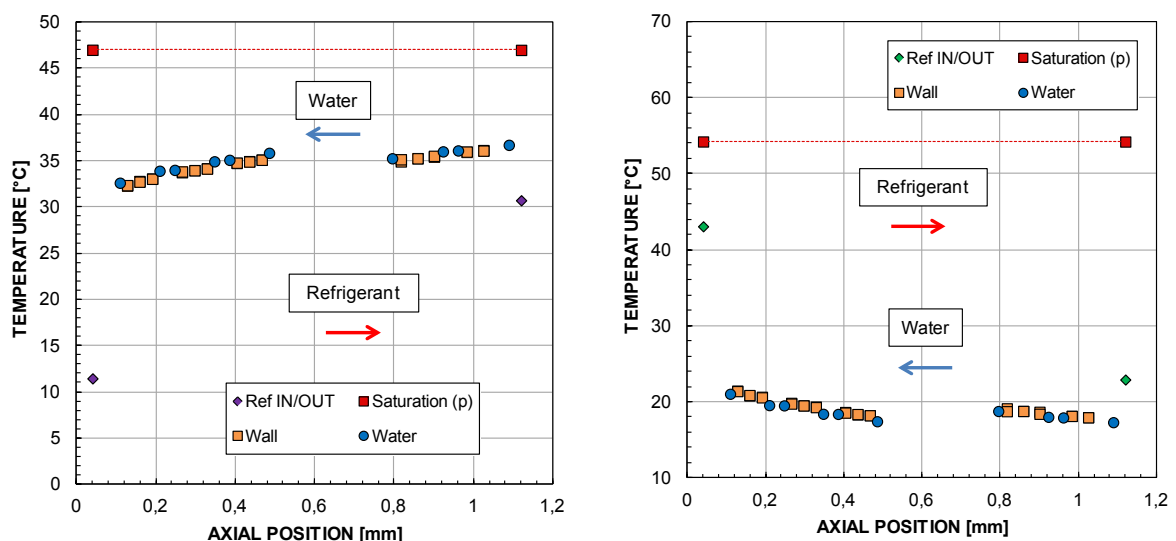 50
45
40
35
30
25
20
15
10
5
0
TEMPERATURE [°C]
Water
Refrigerant
Ref IN/OUT Saturation (p)
Wall Water
0 0,2 0,4 0,6 0,8 1 1,2
AXIAL POSITION [mm]
70
60
50
40
30
20
10
TEMPERATURE [°C]
Ref IN/OUT Saturation (p)
Wall Water
Refrigerant
Water
0 0,2 0,4 0,6 0,8 1 1,2
AXIAL POSITION [mm]